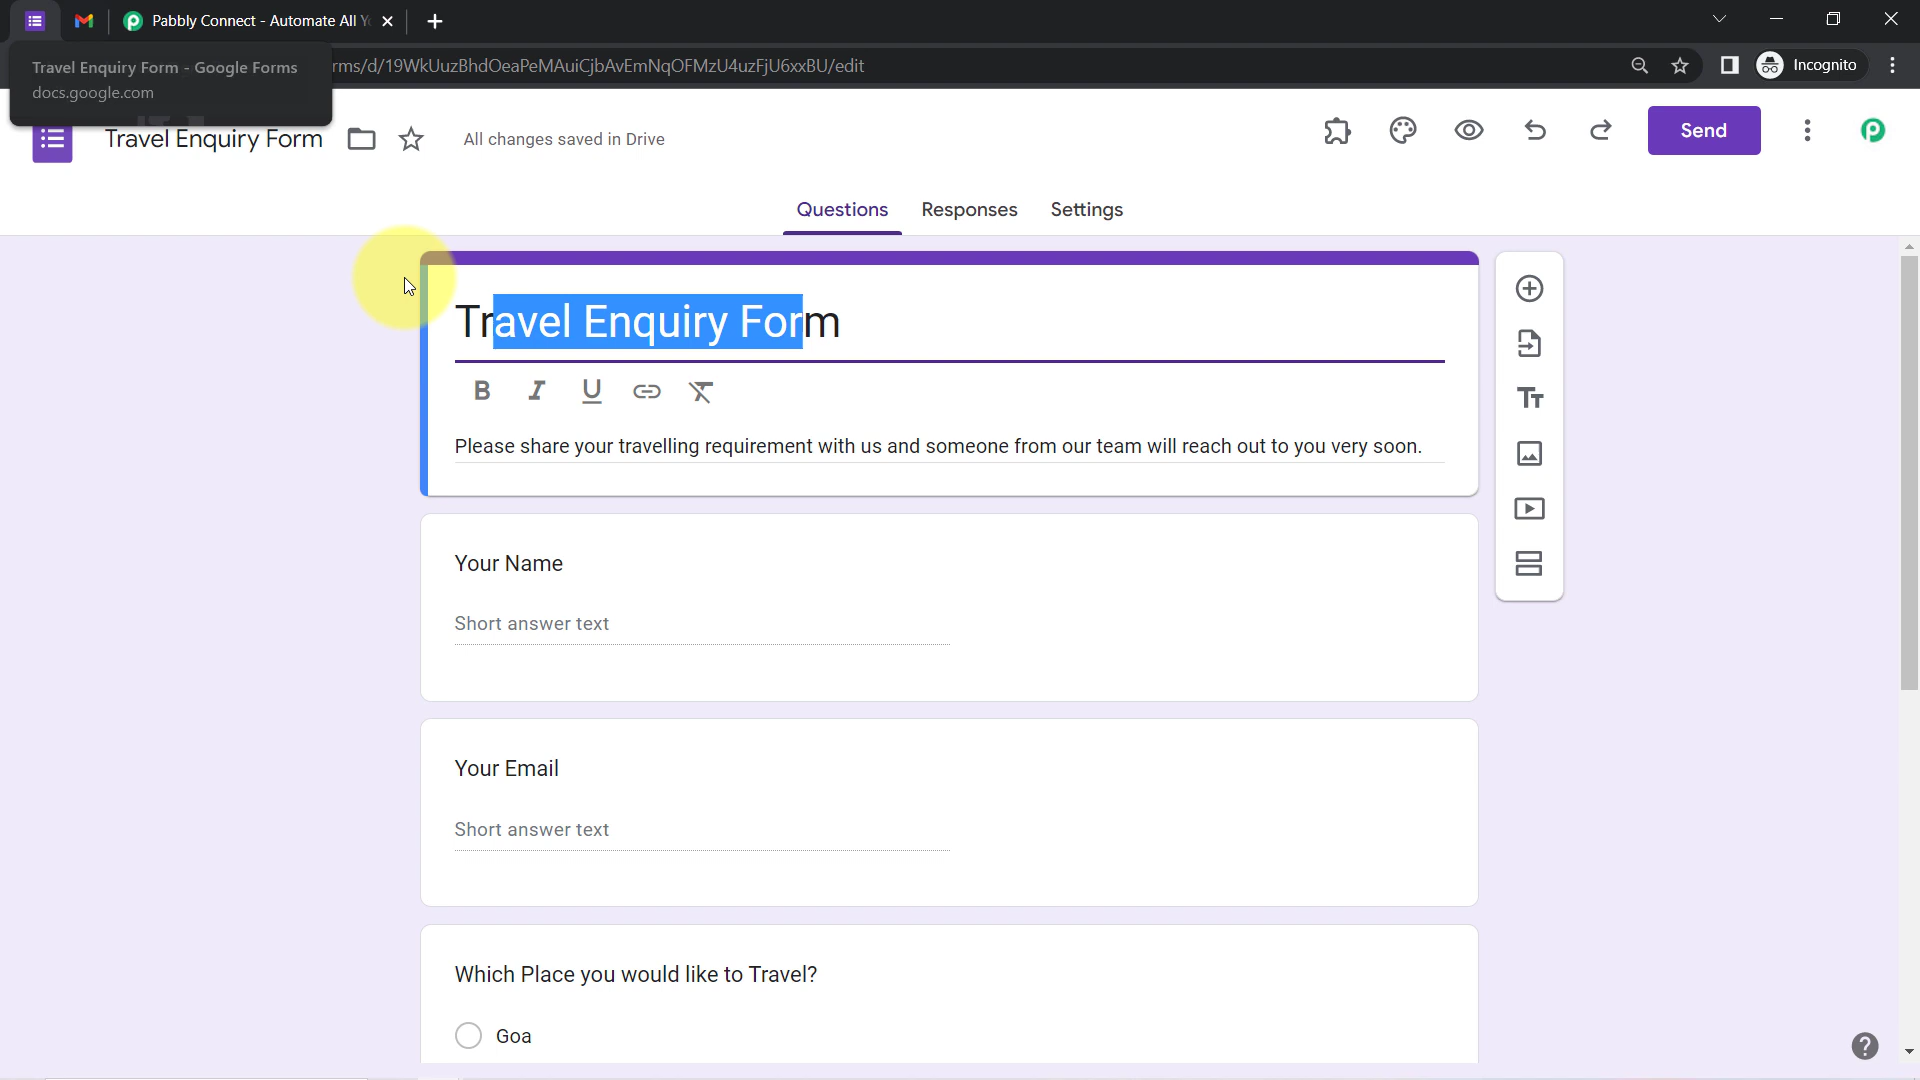 Pabbly Connect - Automate All Y
Travel Enquiry Form - Google Forms
docs.google.com
rms/d/19WkUuzBhdOeaPeMAuiCjbAvEmNqOFMzU4uzFjU6xxBU/edit
Incognito
Travel Enquiry Form
All changes saved in Drive
Send
Questions
Responses
Settings
Travel Enquiry Form
B I U
Please share your travelling requirement with us and someone from our team will reach out to you very soon.
Your Name
Short answer text
Your Email
Short answer text
Which Place you would like to Travel?
Goa